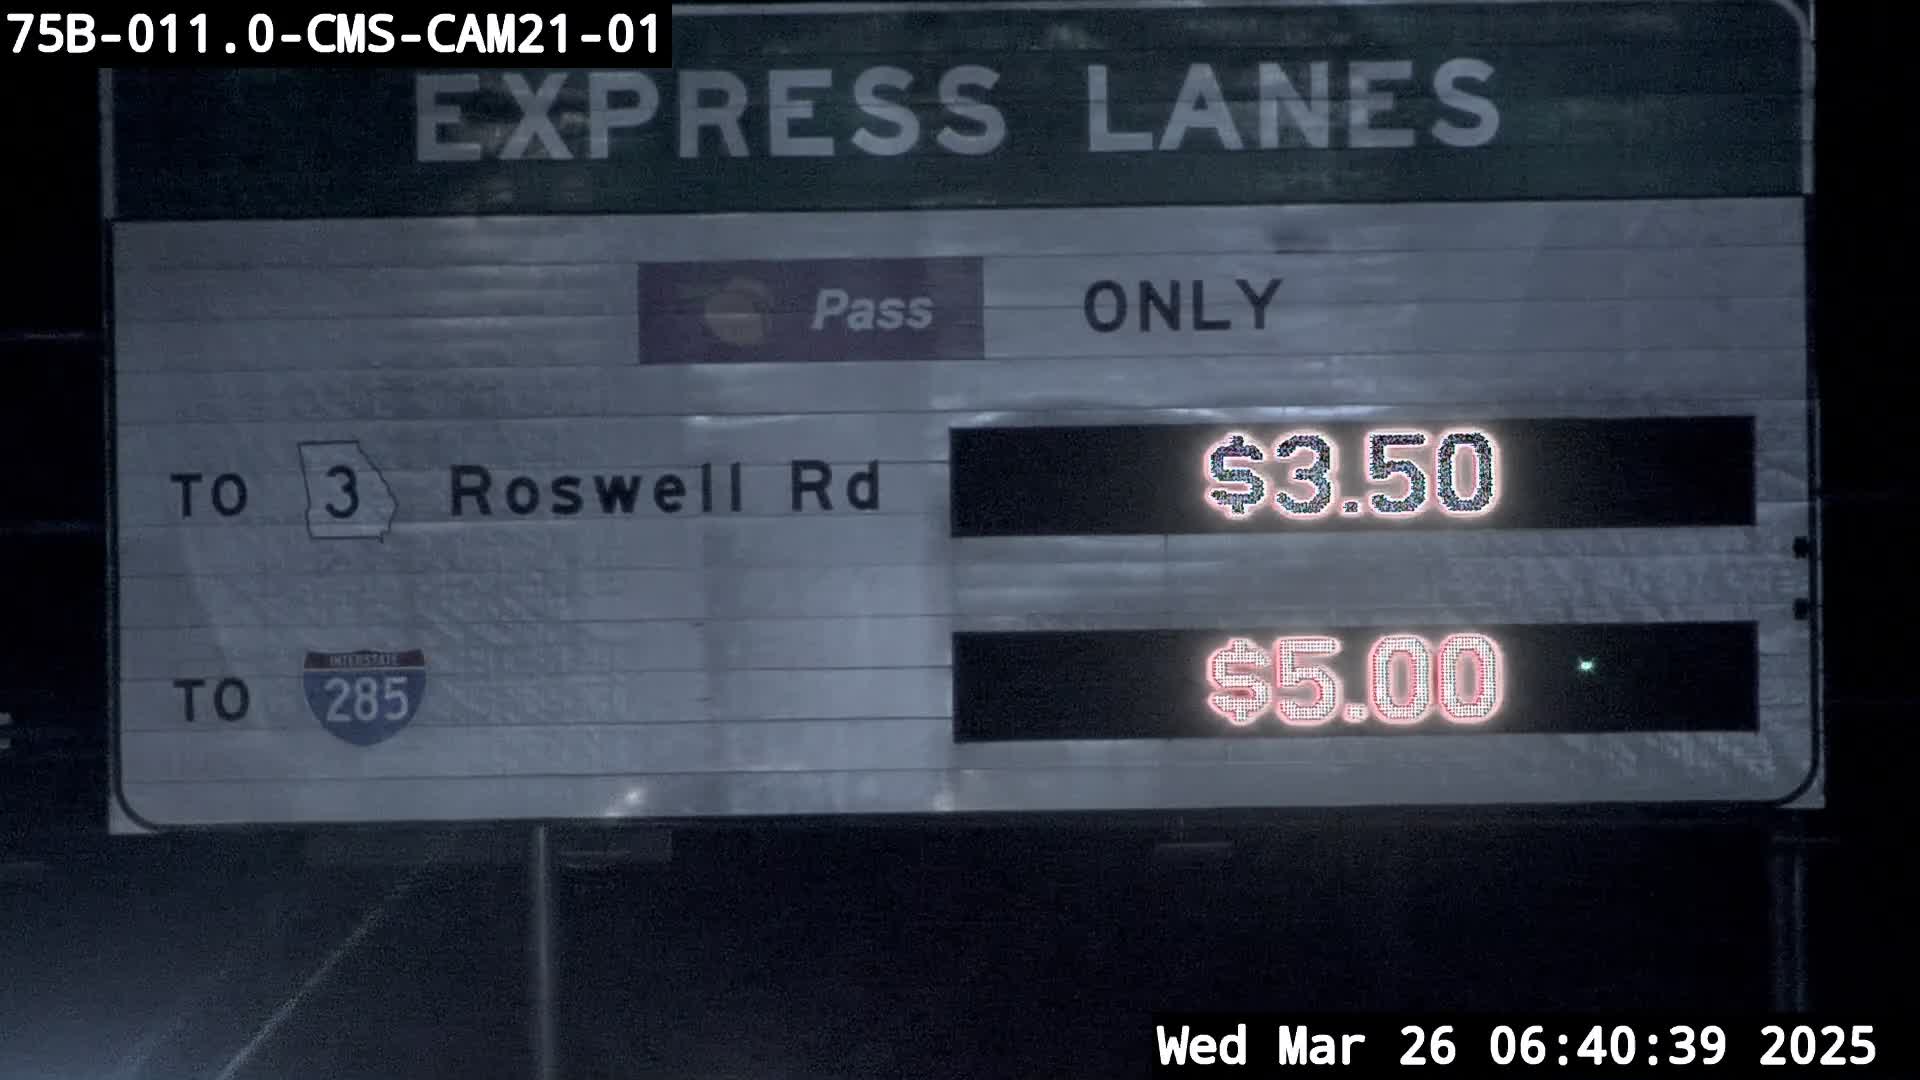 75B-011.0-CMS-CAM21-01
EXPRESS LANES
Pass ONLY
TO 3 Roswell Rd $3.50
TO INTERSTATE 285 $5.00
Wed Mar 26 06:40:39 2025